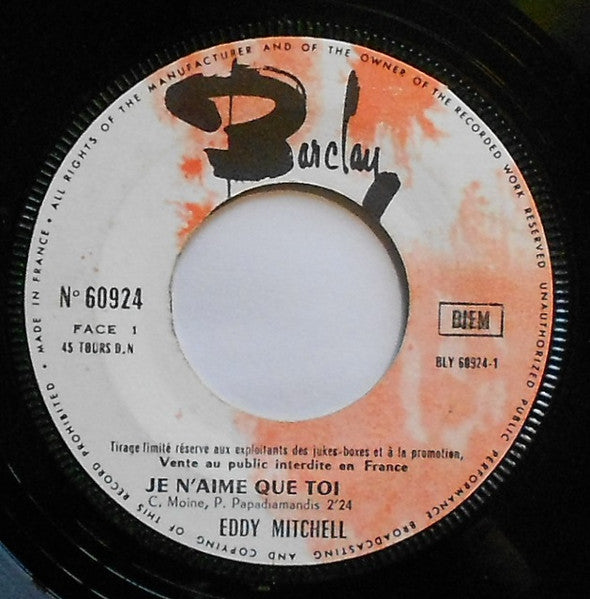 MADE IN FRANCE • ALL RIGHTS OF THE MANUFACTURER AND OF THE OWNER OF THE RECORDED WORK RESERVED UNAUTHORIZED PUBLIC PERFORMANCE BROADCASTING AND COPYING OF THIS RECORD PROHIBITED •
Barclay
N° 60924
FACE 1
45 TOURS D.N
BIEM
BLY 60924-1
Tirage limité réservé aux exploitants des jukes-boxes et à la promotion,
Vente au public interdite en France
JE N'AIME QUE TOI
C. Moine, P. Papadiamandis 2'24
EDDY MITCHELL